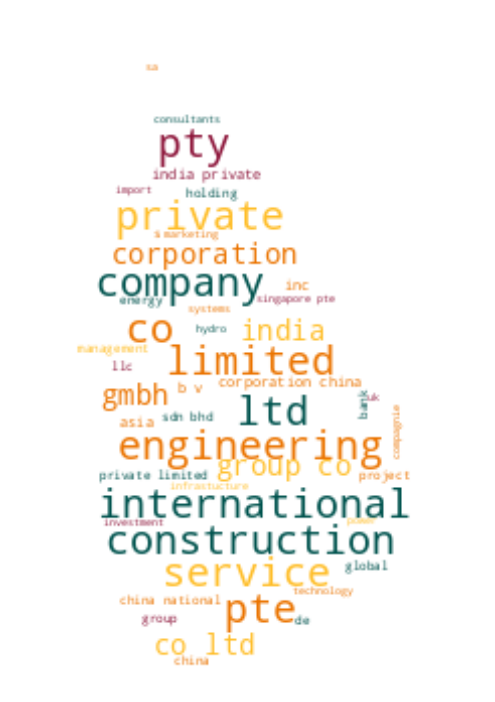 sa
consultants
pty
india private
import
holding
private
$ marketing
corporation
company
inc
energy
singapore pte
systems
co
hydro
india
management
limited
llc
corporation china
gmbh
b v
uk
bank
ltd
sdn bhd
asia
compagnie
engineering
group co
private limited
project
infrastucture
international
investment
power
construction
service
global
technology
china national
pte
group
de
co ltd
china